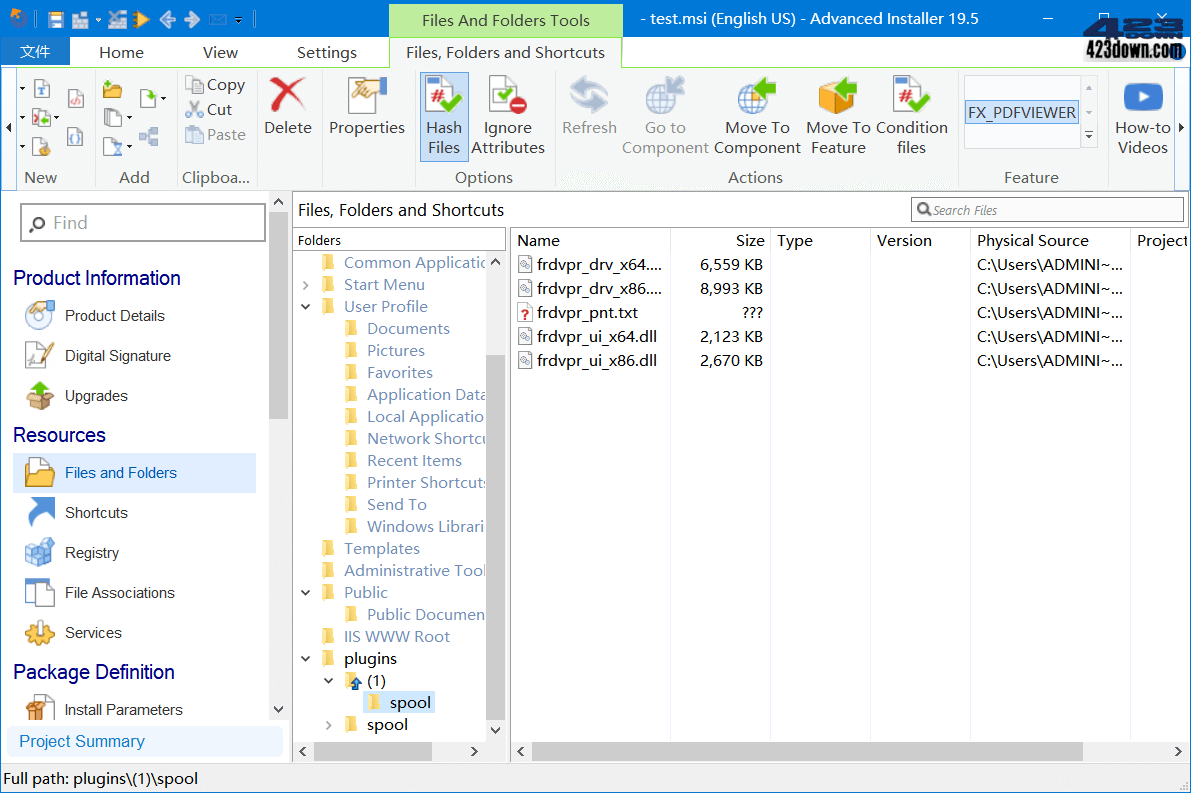 Files And Folders Tools
- test.msi (English US) - Advanced Installer 19.5
423
423down.com
文件
Home
View
Settings
Files, Folders and Shortcuts
Copy
Cut
Paste
Delete
Properties
Hash
Files
Ignore
Attributes
Refresh
Go to
Component
Move To
Component
Move To
Feature
Condition
files
FX_PDFVIEWER
How-to
Videos
New
Add
Clipboa...
Options
Actions
Feature
Find
Product Information
Product Details
Digital Signature
Upgrades
Resources
Files and Folders
Shortcuts
Registry
File Associations
Services
Package Definition
Install Parameters
Project Summary
Files, Folders and Shortcuts
Search Files
Folders
Common Applicatic
Start Menu
User Profile
Documents
Pictures
Favorites
Application Data
Local Applicatio
Network Shortcu
Recent Items
Printer Shortcuts
Send To
Windows Librari
Templates
Administrative Tool
Public
Public Documen
IIS WWW Root
plugins
(1)
spool
spool
Name Size Type Version Physical Source Project
frdvpr_drv_x64.... 6,559 KB C:\Users\ADMINI~...
frdvpr_drv_x86.... 8,993 KB C:\Users\ADMINI~...
frdvpr_pnt.txt ??? C:\Users\ADMINI~...
frdvpr_ui_x64.dll 2,123 KB C:\Users\ADMINI~...
frdvpr_ui_x86.dll 2,670 KB C:\Users\ADMINI~...
Full path: plugins\(1)\spool